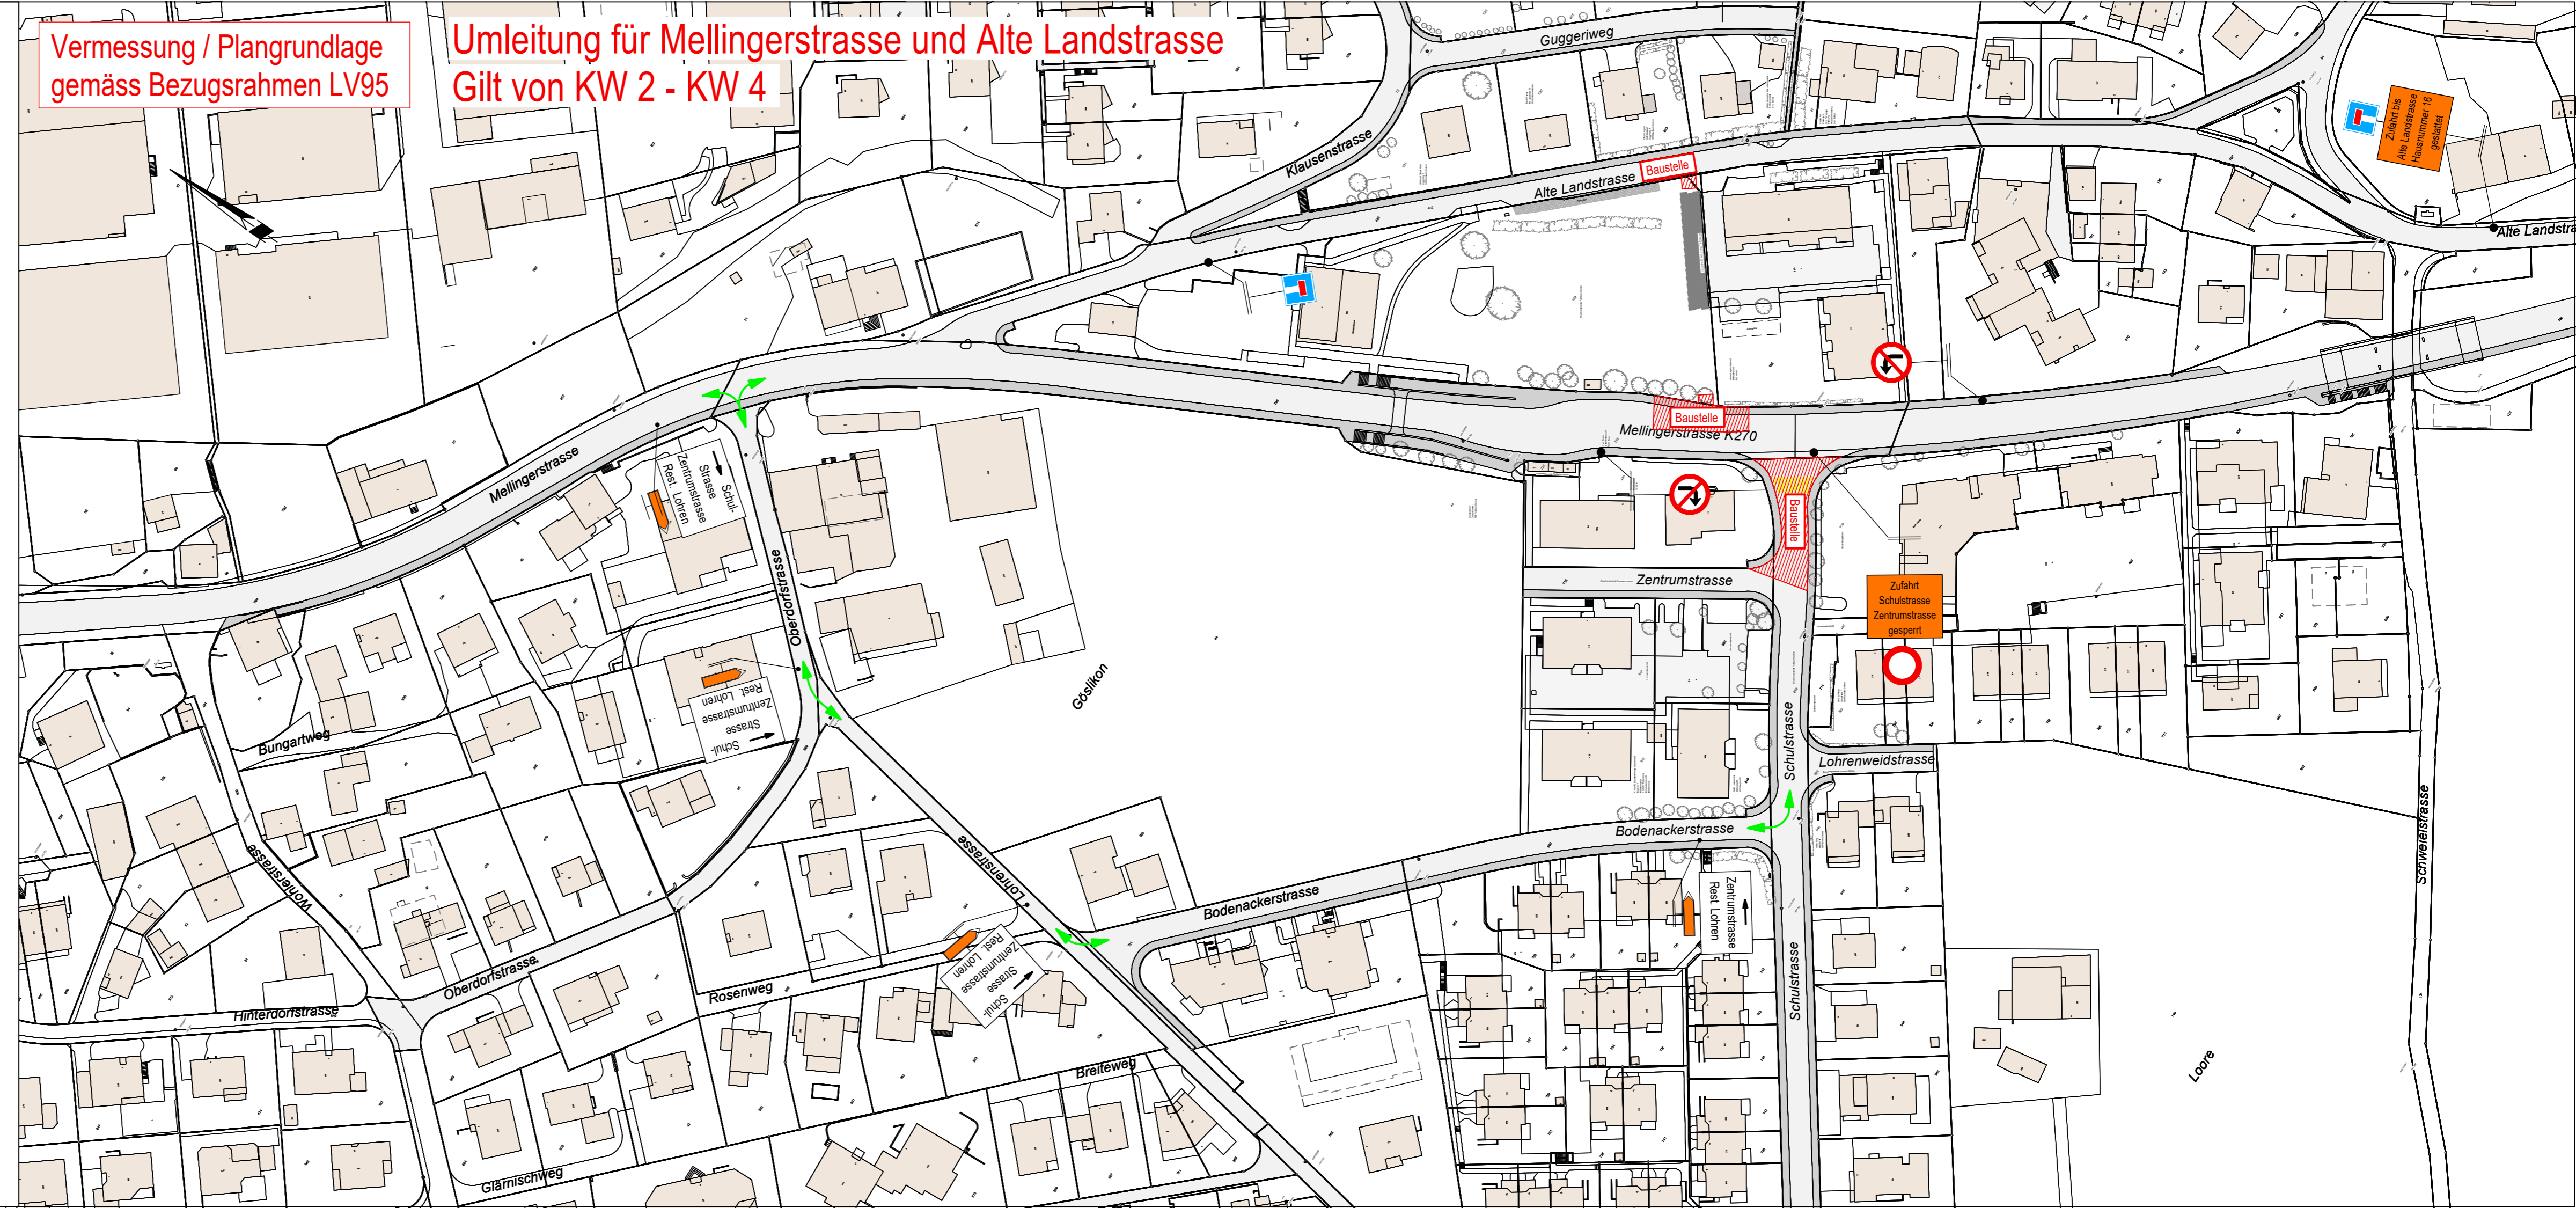 Vermessung / Plangrundlage
gemäss Bezugsrahmen LV95
Umleitung für Mellingerstrasse und Alte Landstrasse
Gilt von KW 2 - KW 4
Guggeriweg
Klausenstrasse
Alte Landstrasse
Baustelle
Zufahrt bis
Alte Landstrasse
Hausnummer 16
gestattet
Alte Landstra
Mellingerstrasse
Baustelle
Mellingerstrasse K270
Baustelle
Schul-
Strasse
Zentrumstrasse
Rest. Lohren
Oberdorfstrasse
Zentrumstrasse
Zufahrt
Schulstrasse
Zentrumstrasse
gesperrt
Göslikon
Schul-
Strasse
Zentrumstrasse
Rest. Lohren
Bungartweg
Schulstrasse
Lohrenweidstrasse
Bodenackerstrasse
Schweielstrasse
Wohlerstrasse
Lohrenstrasse
Bodenackerstrasse
Zentrumstrasse
Rest. Lohren
Oberdorfstrasse
Rosenweg
Schul-
Strasse
Zentrumstrasse
Rest. Lohren
Schulstrasse
Hinterdorfstrasse
Breiteweg
Loore
Glärnischweg